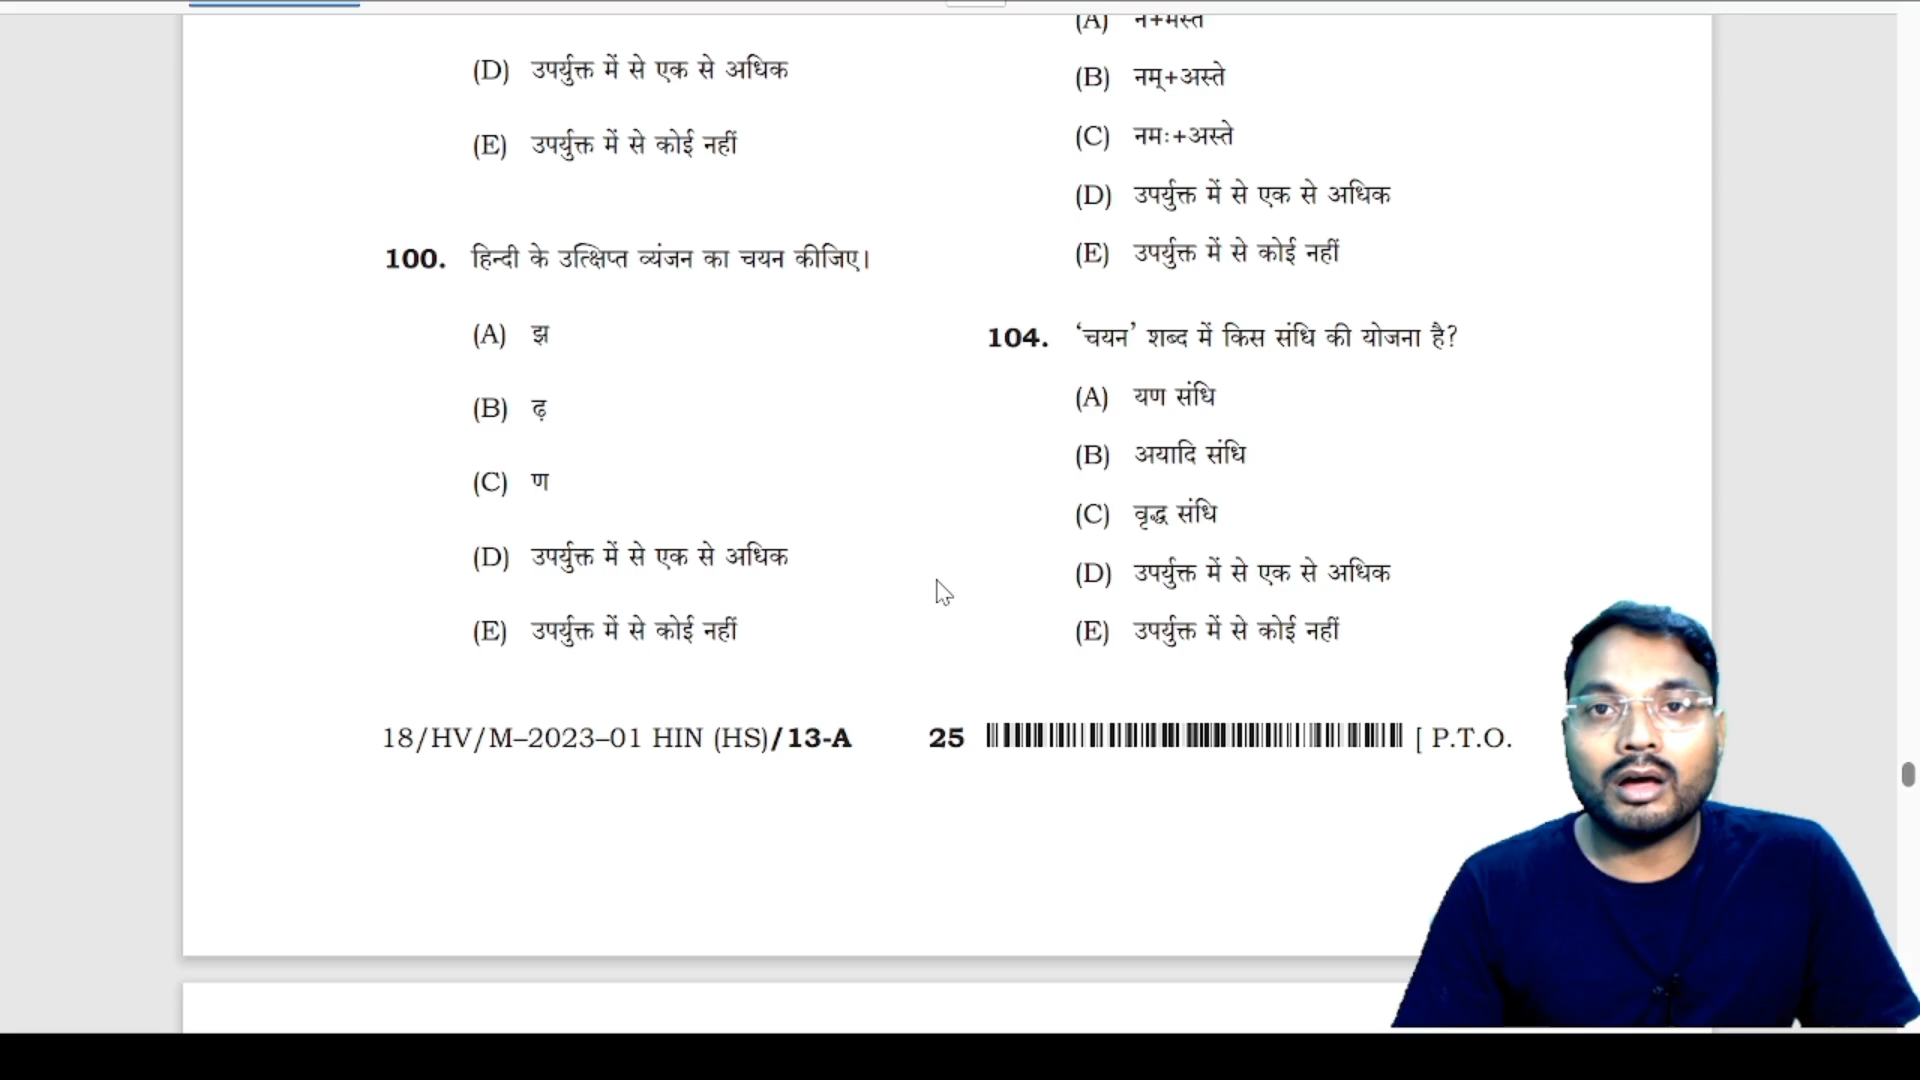 (D) उपर्युक्त में से एक से अधिक
(E) उपर्युक्त में से कोई नहीं
100. हिन्दी के उत्क्षिप्त व्यंजन का चयन कीजिए।
(A) झ
(B) ढ़
(C) ण
(D) उपर्युक्त में से एक से अधिक
(E) उपर्युक्त में से कोई नहीं
(A) न+मस्ते
(B) नम्+अस्ते
(C) नमः+अस्ते
(D) उपर्युक्त में से एक से अधिक
(E) उपर्युक्त में से कोई नहीं
104. ‘चयन’ शब्द में किस संधि की योजना है?
(A) यण संधि
(B) अयादि संधि
(C) वृद्ध संधि
(D) उपर्युक्त में से एक से अधिक
(E) उपर्युक्त में से कोई नहीं
18/HV/M–2023–01 HIN (HS)/13-A 25 [ P.T.O.